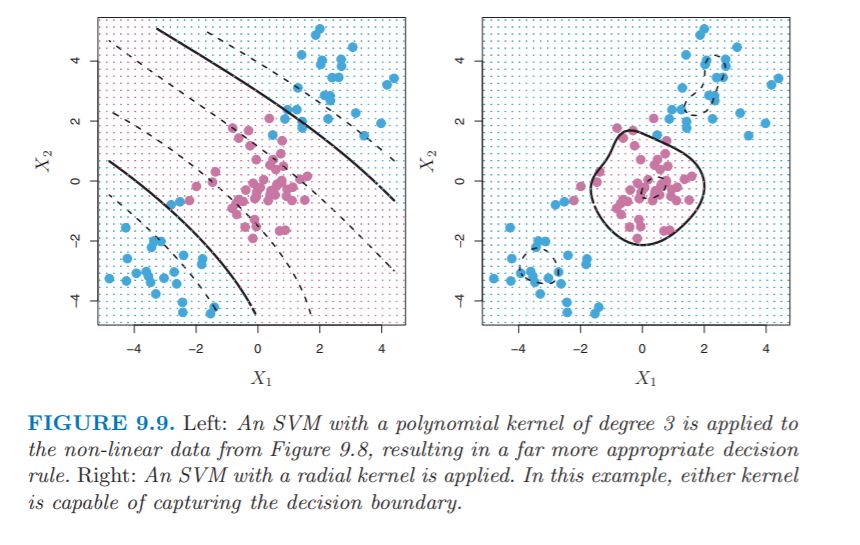 4
2
0
−2
−4
X2
−4 −2 0 2 4
X1
4
2
0
−2
−4
X2
−4 −2 0 2 4
X1
FIGURE 9.9. Left: An SVM with a polynomial kernel of degree 3 is applied to
the non-linear data from Figure 9.8, resulting in a far more appropriate decision
rule. Right: An SVM with a radial kernel is applied. In this example, either kernel
is capable of capturing the decision boundary.